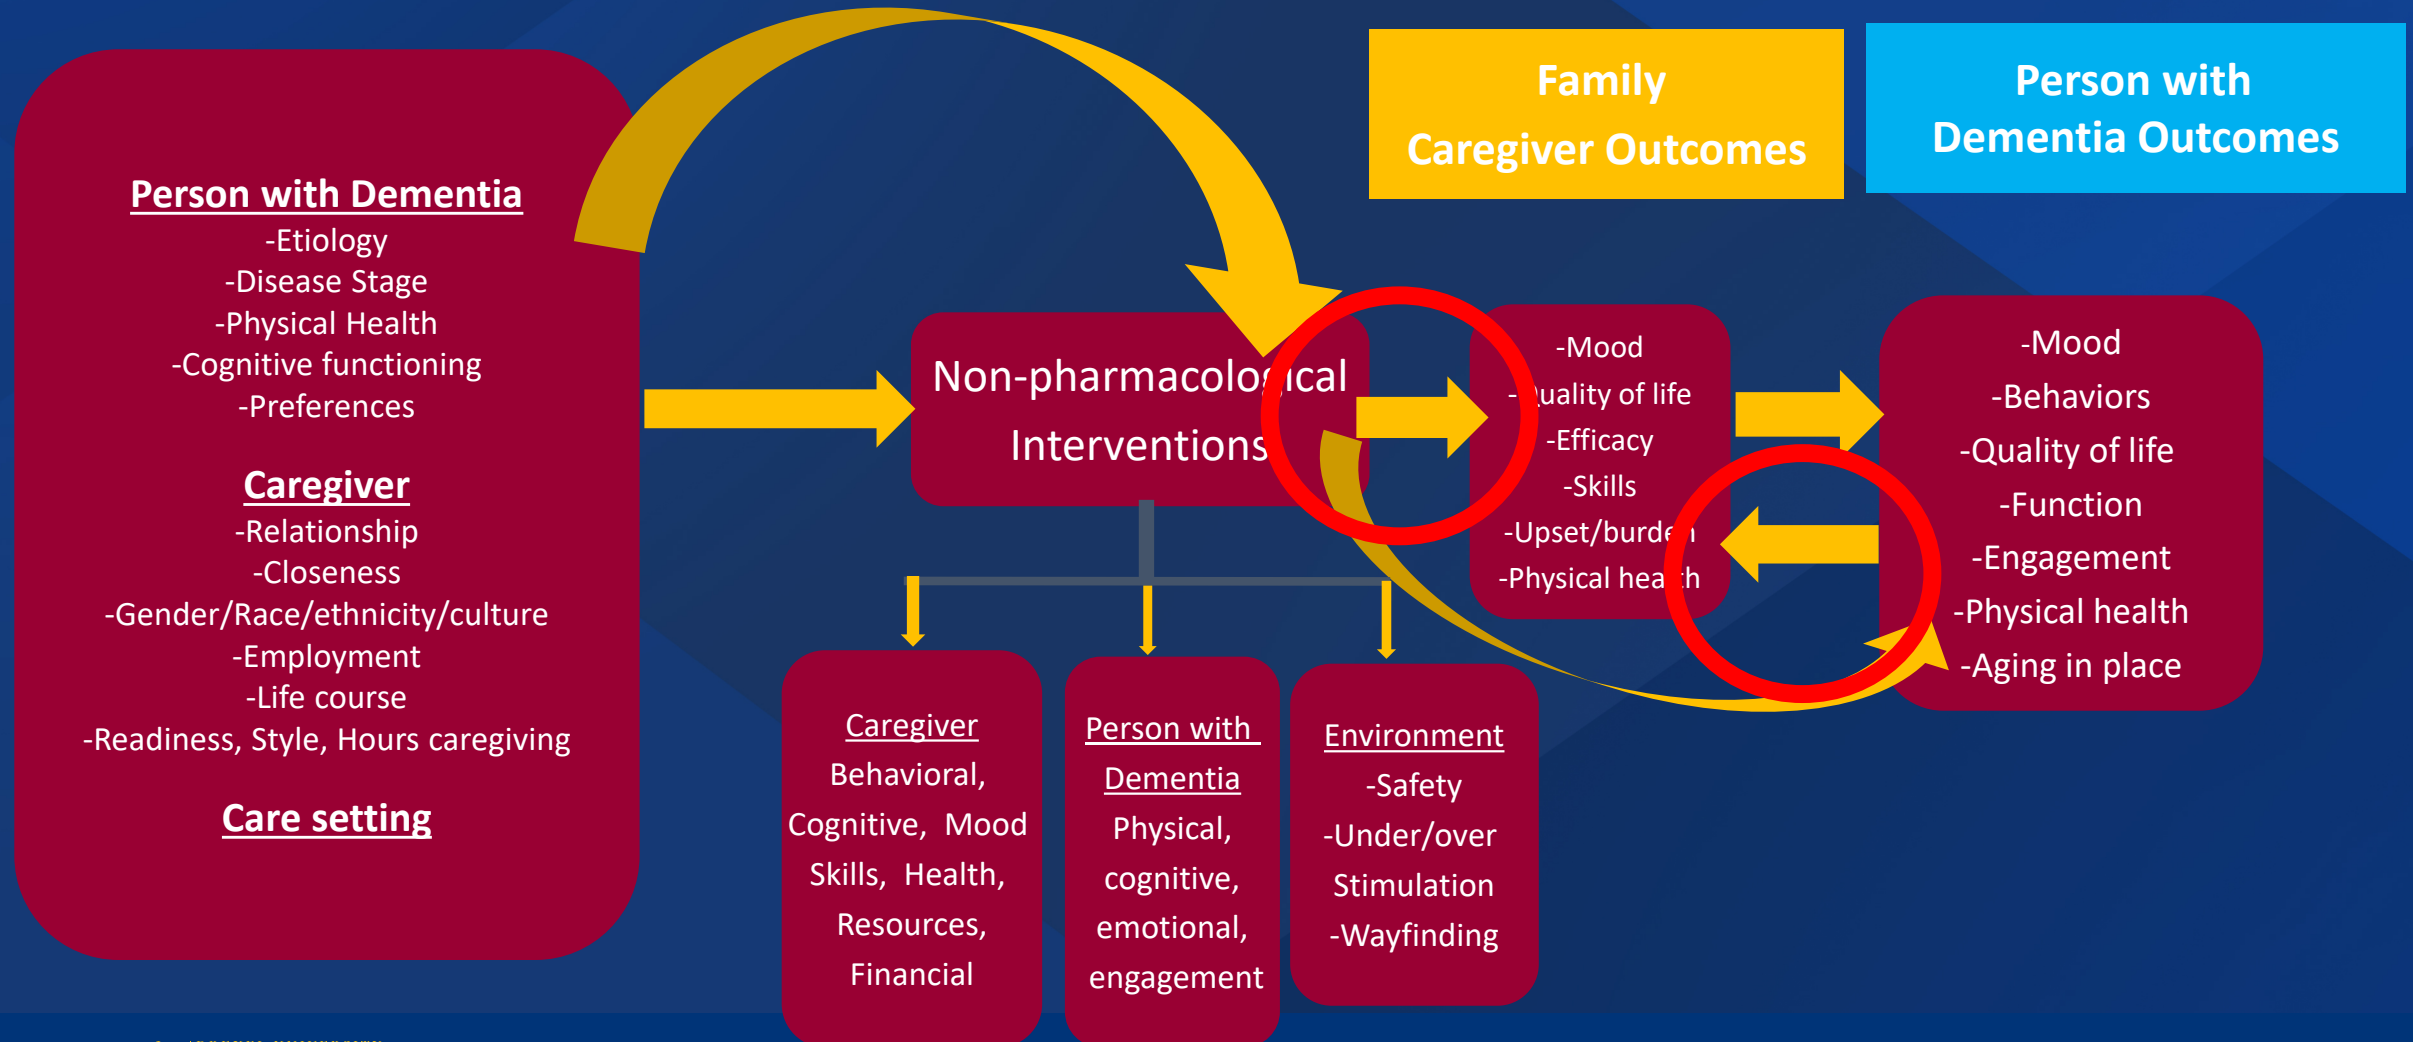 Person with Dementia
-Etiology
-Disease Stage
-Physical Health
-Cognitive functioning
-Preferences
Caregiver
-Relationship
-Closeness
-Gender/Race/ethnicity/culture
-Employment
-Life course
-Readiness, Style, Hours caregiving
Care setting
Non-pharmacological
Interventions
Caregiver
Behavioral,
Cognitive, Mood
Skills, Health,
Resources,
Financial
Person with
Dementia
Physical,
cognitive,
emotional,
engagement
Environment
-Safety
-Under/over
Stimulation
-Wayfinding
Family
Caregiver Outcomes
-Mood
-Quality of life
-Efficacy
-Skills
-Upset/burden
-Physical health
Person with
Dementia Outcomes
-Mood
-Behaviors
-Quality of life
-Function
-Engagement
-Physical health
-Aging in place